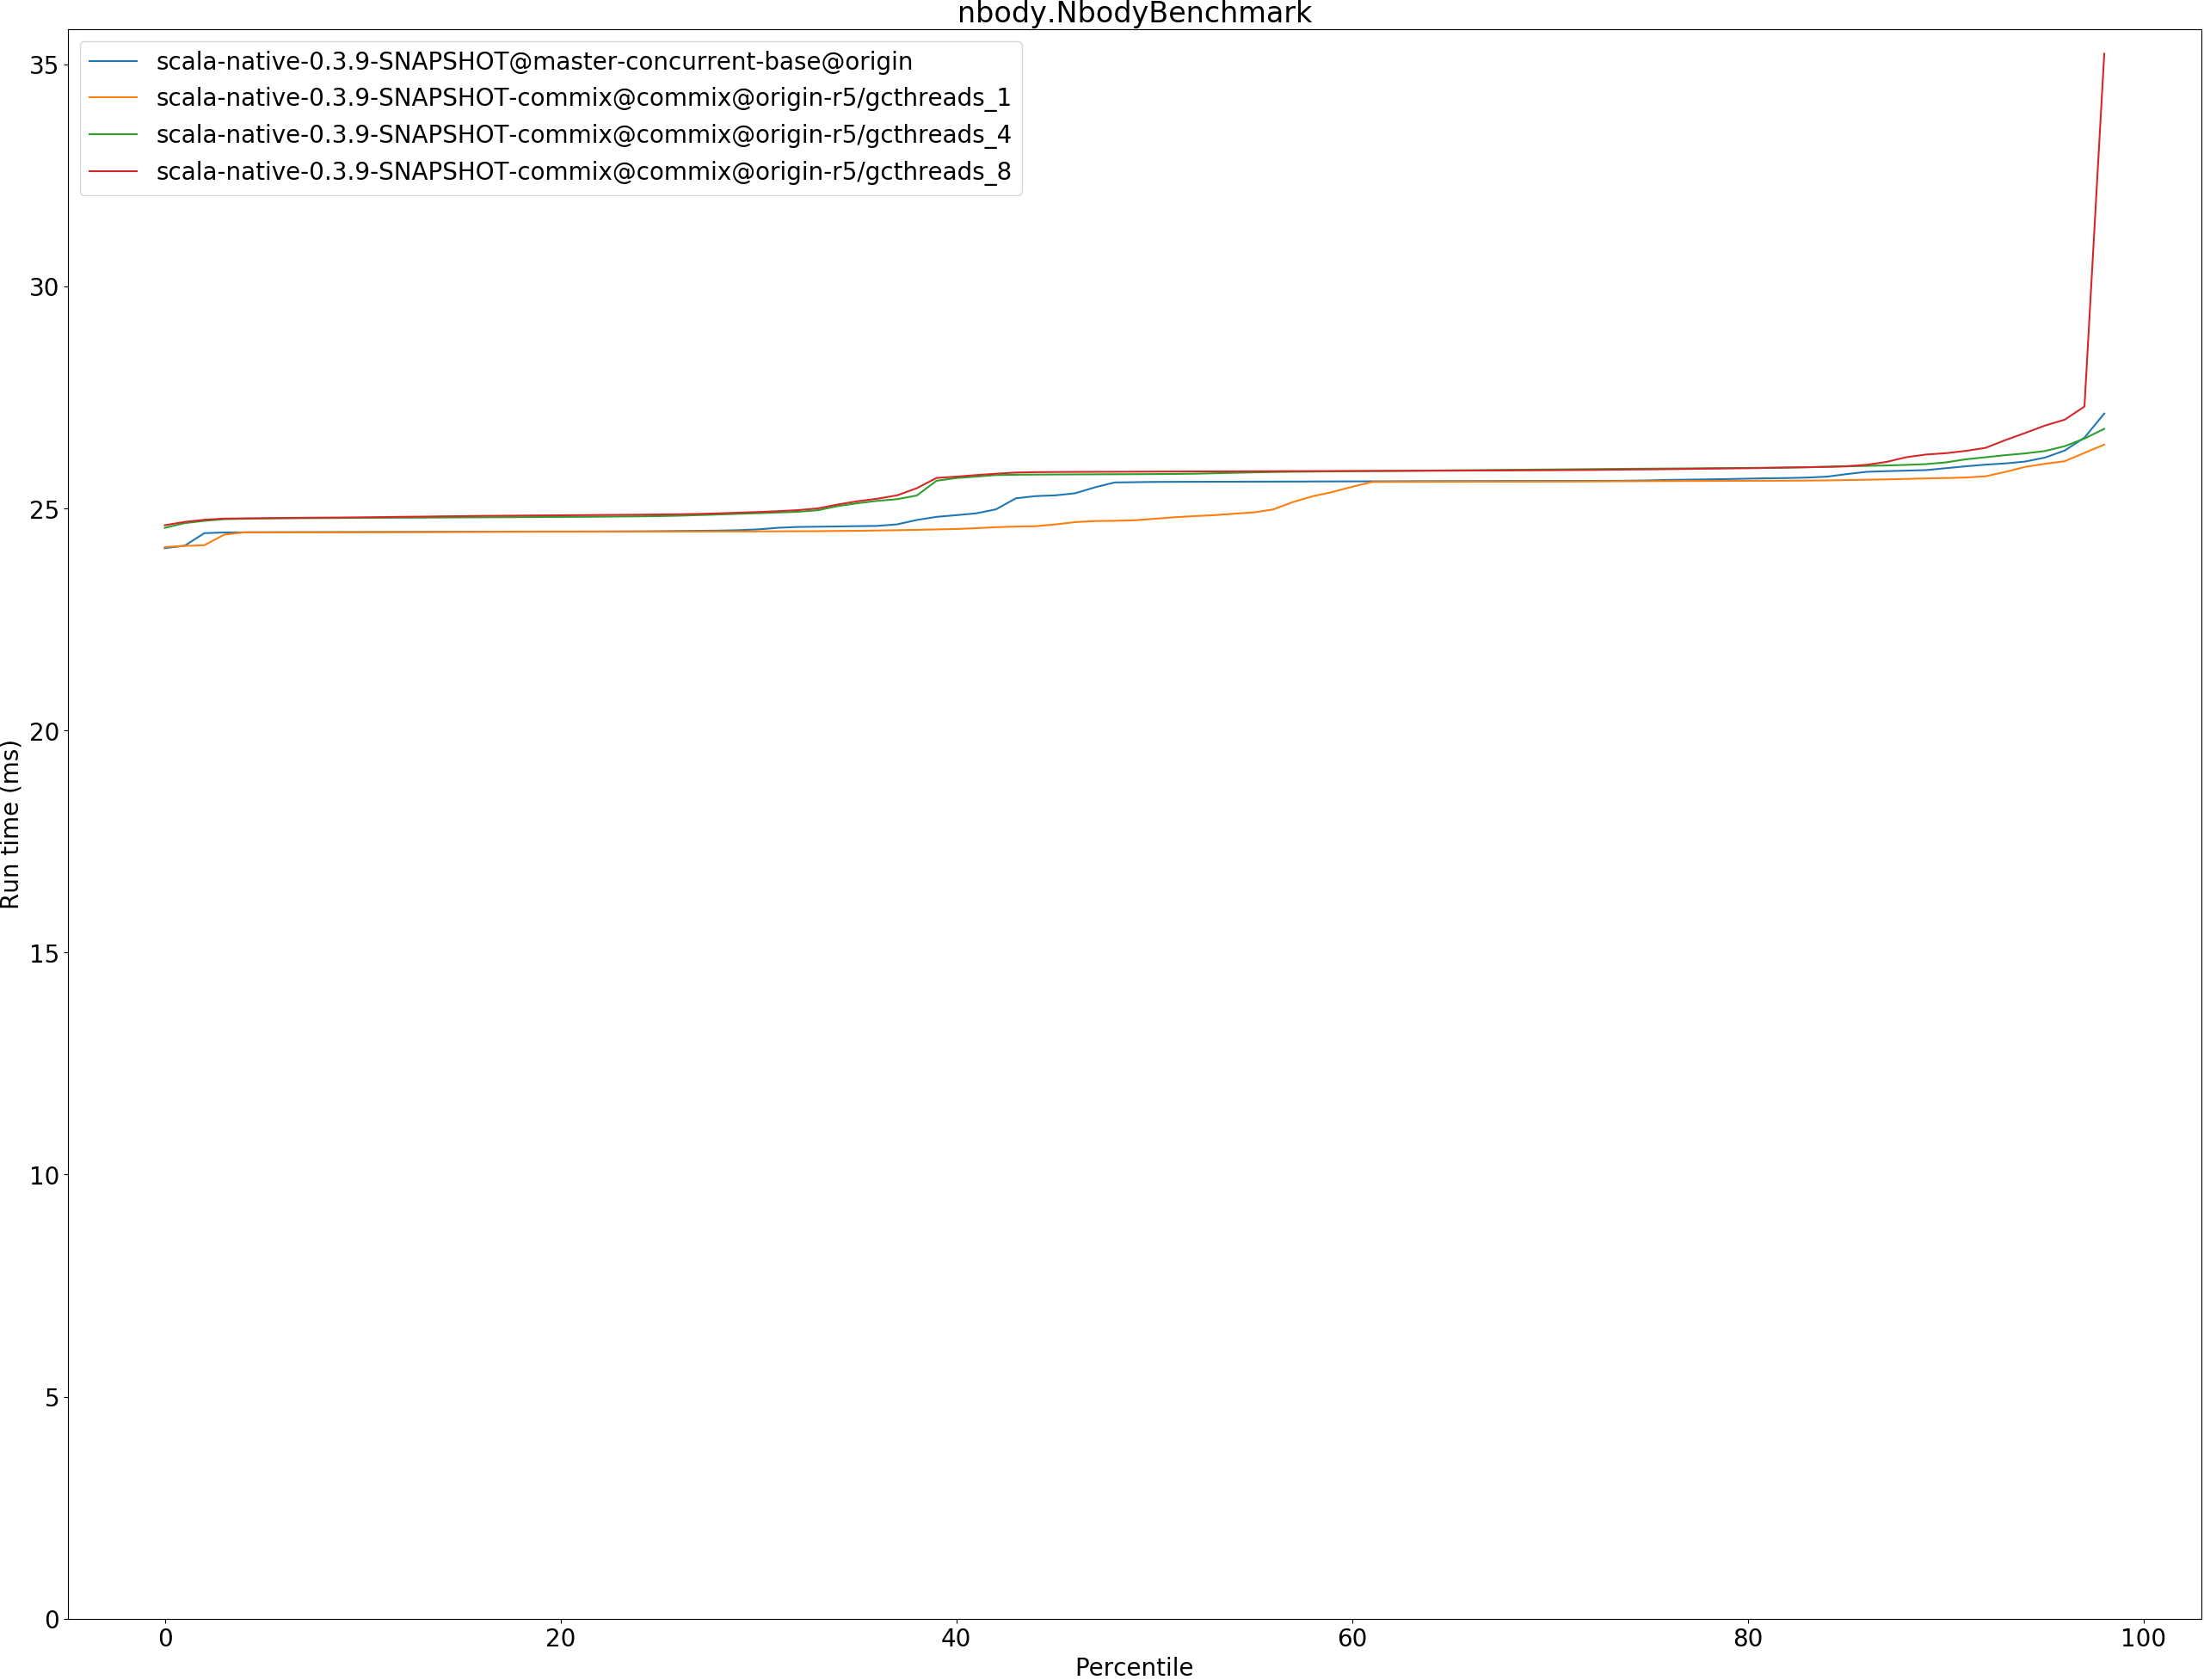 nbody.NbodyBenchmark
scala-native-0.3.9-SNAPSHOT@master-concurrent-base@origin
scala-native-0.3.9-SNAPSHOT-commix@commix@origin-r5/gcthreads_1
scala-native-0.3.9-SNAPSHOT-commix@commix@origin-r5/gcthreads_4
scala-native-0.3.9-SNAPSHOT-commix@commix@origin-r5/gcthreads_8
35
30
25
20
15
10
5
0
Run time (ms)
0 20 40 60 80 100
Percentile